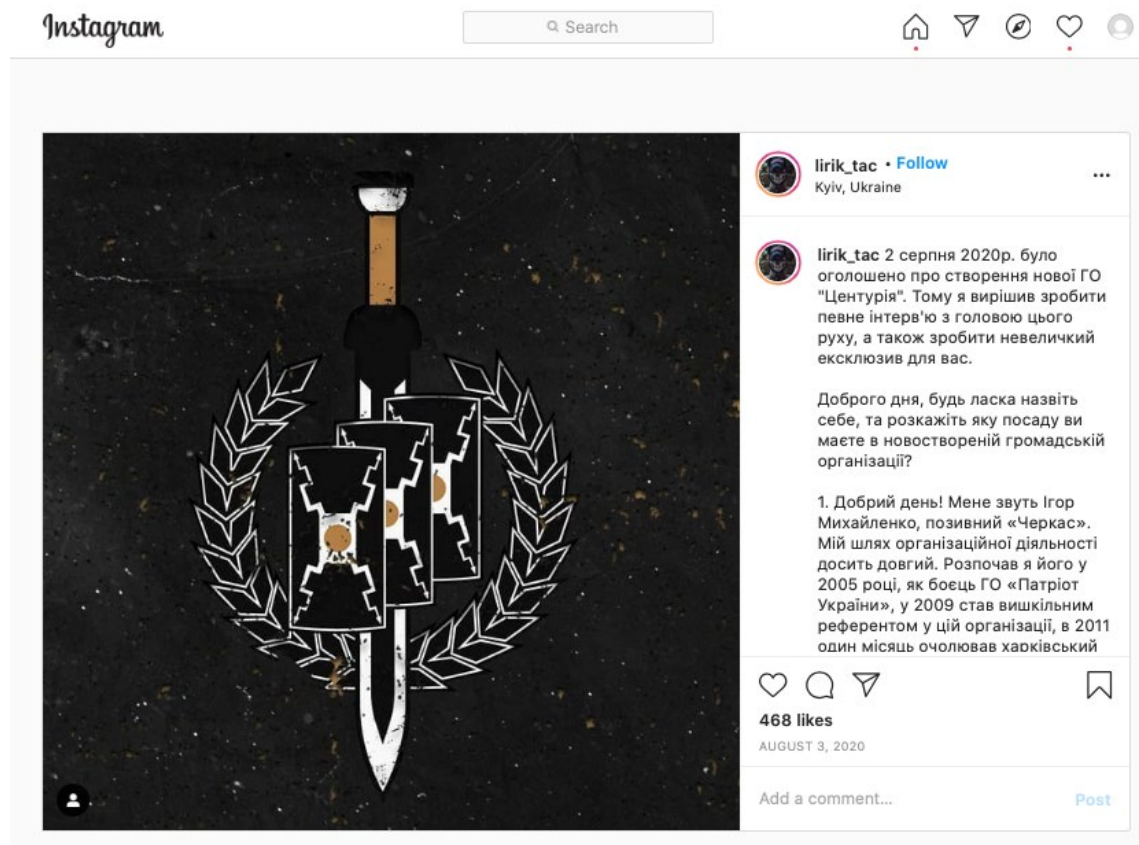 Instagram
Search
lirik_tac • Follow
Kyiv, Ukraine
lirik_tac 2 серпня 2020р. було
оголошено про створення нової ГО
"Центурія". Тому я вирішив зробити
певне інтерв'ю з головою цього
руху, а також зробити невеличкий
ексклюзив для вас.
Доброго дня, будь ласка назвіть
себе, та розкажіть яку посаду ви
маєте в новоствореній громадській
організації?
1. Добрий день! Мене звуть Ігор
Михайленко, позивний «Черкас».
Мій шлях організаційної діяльності
досить довгий. Розпочав я його у
2005 році, як боєць ГО «Патріот
України», у 2009 став вишкільним
референтом у цій організації, в 2011
один місяць очолював харківський
468 likes
AUGUST 3, 2020
Add a comment...
Post